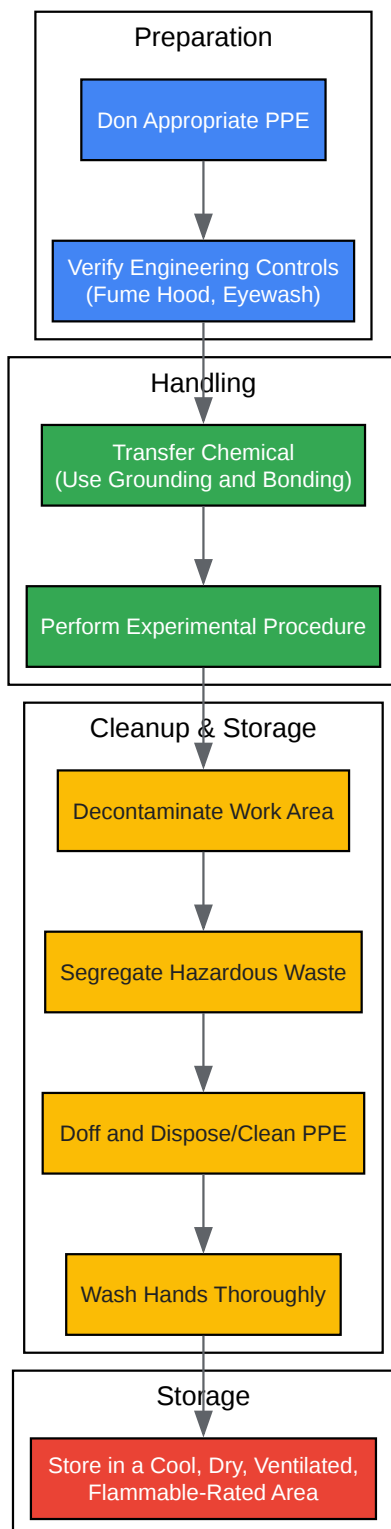 Preparation
Don Appropriate PPE
Verify Engineering Controls
(Fume Hood, Eyewash)
Handling
Transfer Chemical
(Use Grounding and Bonding)
Perform Experimental Procedure
Cleanup & Storage
Decontaminate Work Area
Segregate Hazardous Waste
Doff and Dispose/Clean PPE
Wash Hands Thoroughly
Storage
Store in a Cool, Dry, Ventilated,
Flammable-Rated Area